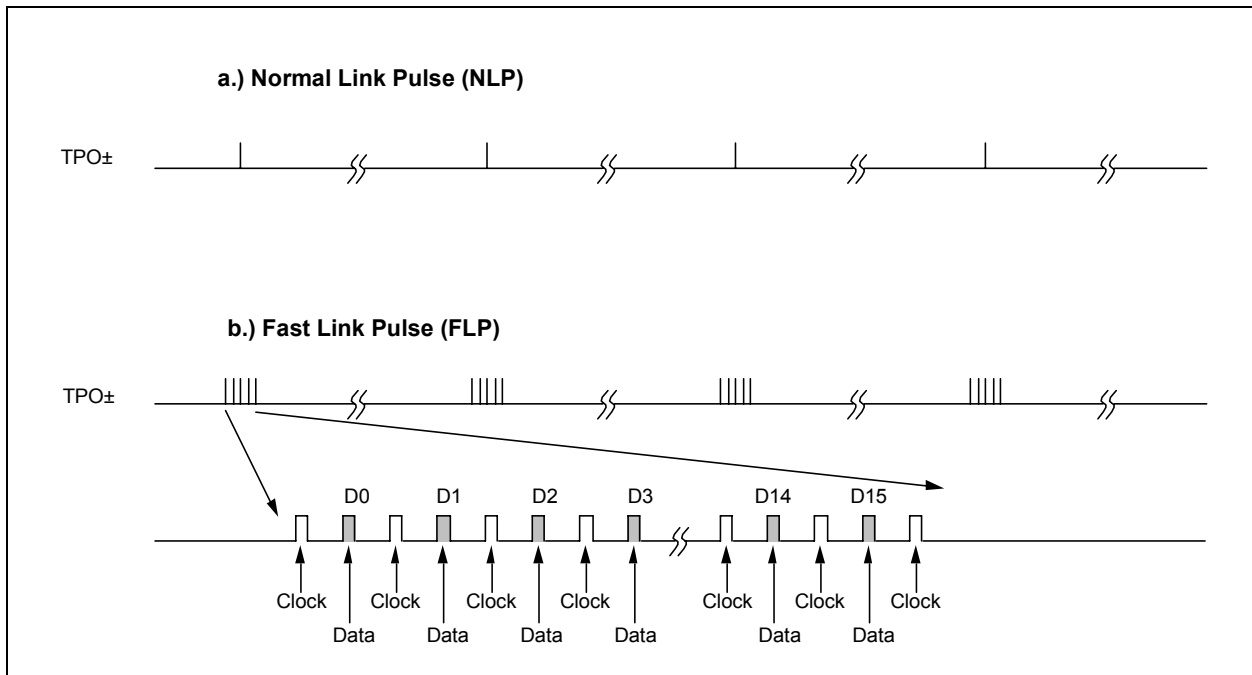 a.) Normal Link Pulse (NLP)
TPO±
b.) Fast Link Pulse (FLP)
TPO±
D0 D1 D2 D3 D14 D15
Clock Clock Clock Clock Clock Clock Clock
Data Data Data Data Data Data